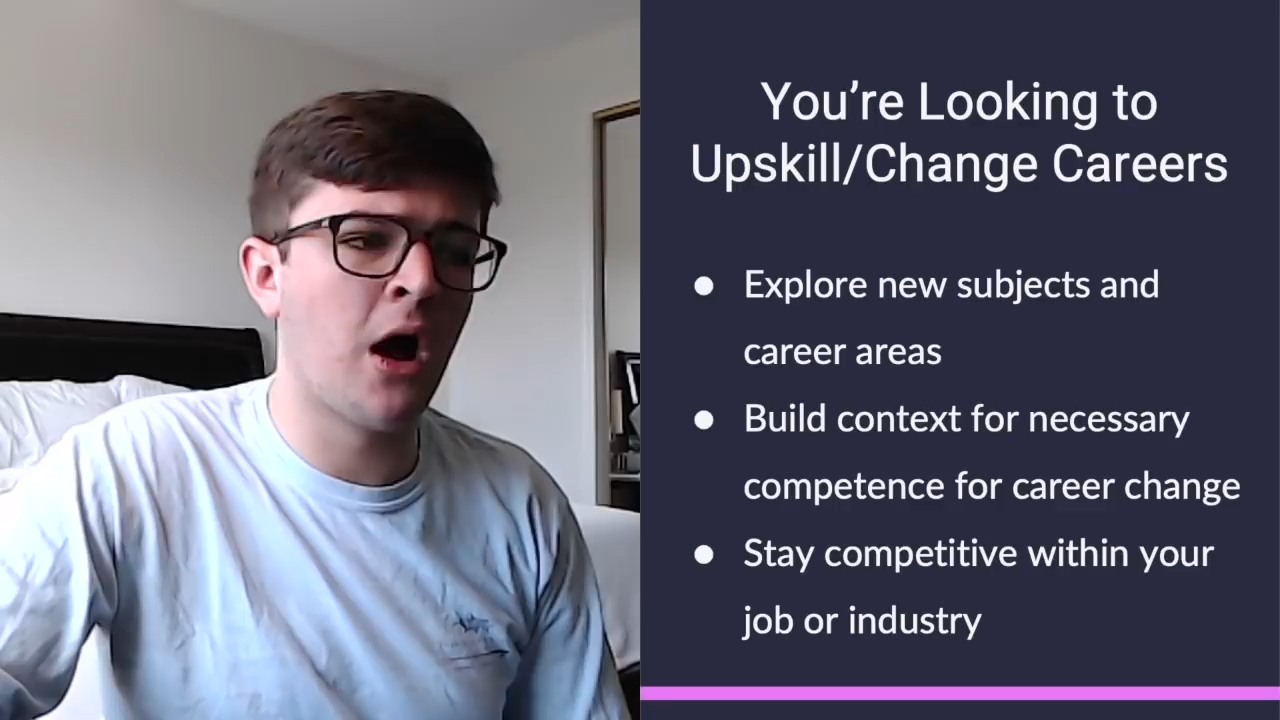 You’re Looking to
Upskill/Change Careers
● Explore new subjects and
career areas
● Build context for necessary
competence for career change
● Stay competitive within your
job or industry